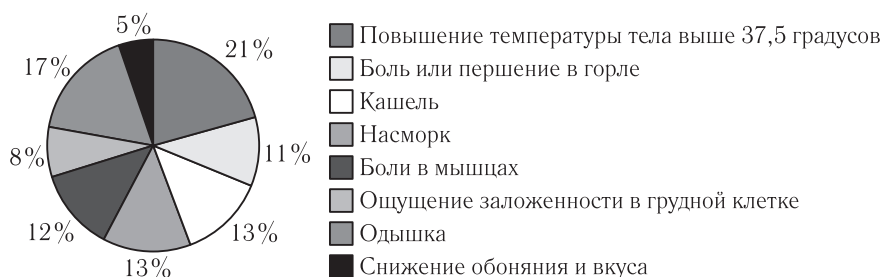 5%
21%
17%
11%
8%
12%
13%
13%
Повышение температуры тела выше 37,5 градусов
Боль или першение в горле
Кашель
Насморк
Боли в мышцах
Ощущение заложенности в грудной клетке
Одышка
Снижение обоняния и вкуса